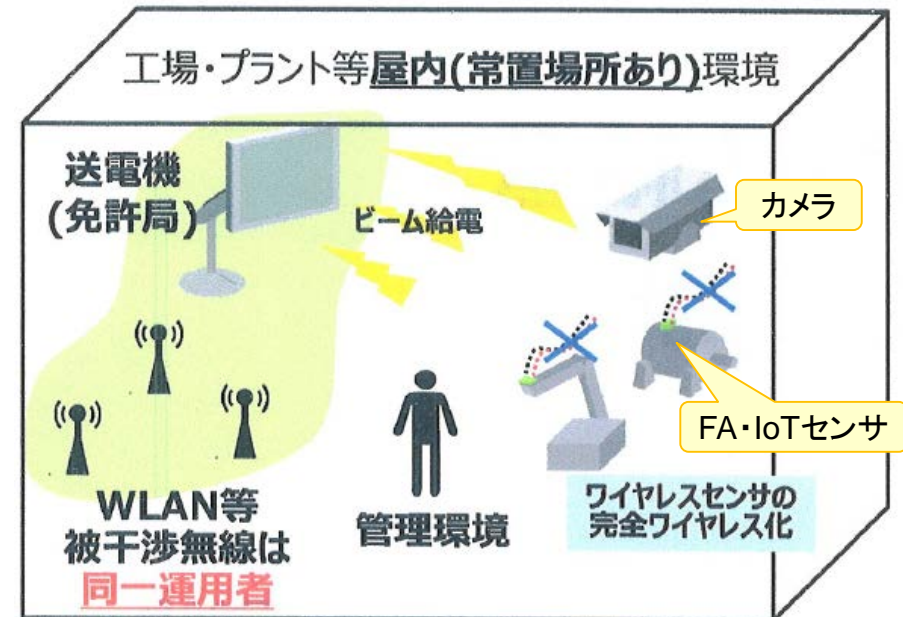 工場・プラント等屋内(常置場所あり)環境
送電機
(免許局)
ビーム給電
カメラ
FA・IoTセンサ
WLAN等
被干渉無線は
同一運用者
管理環境
ワイヤレスセンサの
完全ワイヤレス化